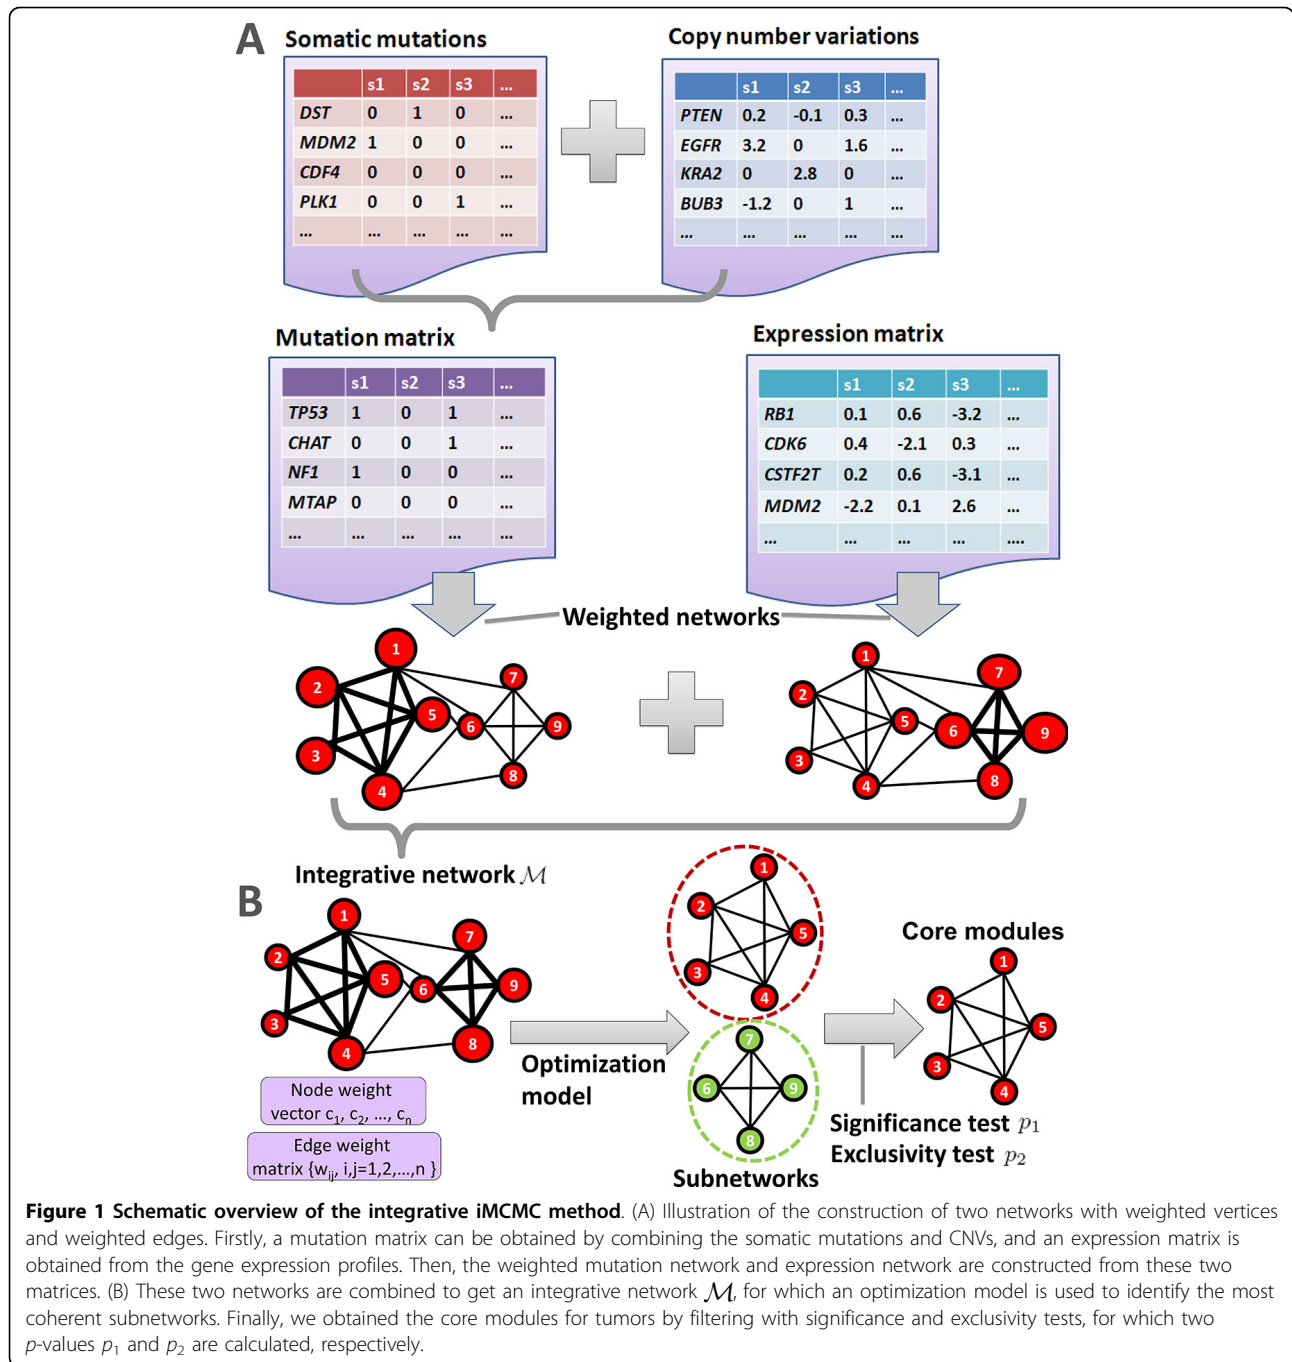 A
Somatic mutations
Copy number variations
s1 s2 s3 ...
DST 0 1 0 ...
MDM2 1 0 0 ...
CDF4 0 0 0 ...
PLK1 0 0 1 ...
... ... ... ... ...
s1 s2 s3 ...
PTEN 0.2 -0.1 0.3 ...
EGFR 3.2 0 1.6 ...
KRA2 0 2.8 0 ...
BUB3 -1.2 0 1 ...
... ... ... ... ...
Mutation matrix
Expression matrix
s1 s2 s3 ...
TP53 1 0 1 ...
CHAT 0 0 1 ...
NF1 1 0 0 ...
MTAP 0 0 0 ...
... ... ... ... ...
s1 s2 s3 ...
RB1 0.1 0.6 -3.2 ...
CDK6 0.4 -2.1 0.3 ...
CSTF2T 0.2 0.6 -3.1 ...
MDM2 -2.2 0.1 2.6 ...
... ... ... ... ....
Weighted networks
1
2
3
4
5
6
7
8
9
1
2
3
4
5
6
7
8
9
Integrative network ℳ
B
1
2
3
4
5
6
7
8
9
Node weight
vector c₁, c₂, ..., cₙ
Edge weight
matrix {wᵢⱼ, i,j=1,2,...,n }
Optimization
model
1
2
3
4
5
6
7
8
9
Subnetworks
Core modules
1
2
3
4
5
Significance test p₁
Exclusivity test p₂
Figure 1 Schematic overview of the integrative iMCMC method. (A) Illustration of the construction of two networks with weighted vertices
and weighted edges. Firstly, a mutation matrix can be obtained by combining the somatic mutations and CNVs, and an expression matrix is
obtained from the gene expression profiles. Then, the weighted mutation network and expression network are constructed from these two
matrices. (B) These two networks are combined to get an integrative network ℳ, for which an optimization model is used to identify the most
coherent subnetworks. Finally, we obtained the core modules for tumors by filtering with significance and exclusivity tests, for which two
p-values p₁ and p₂ are calculated, respectively.